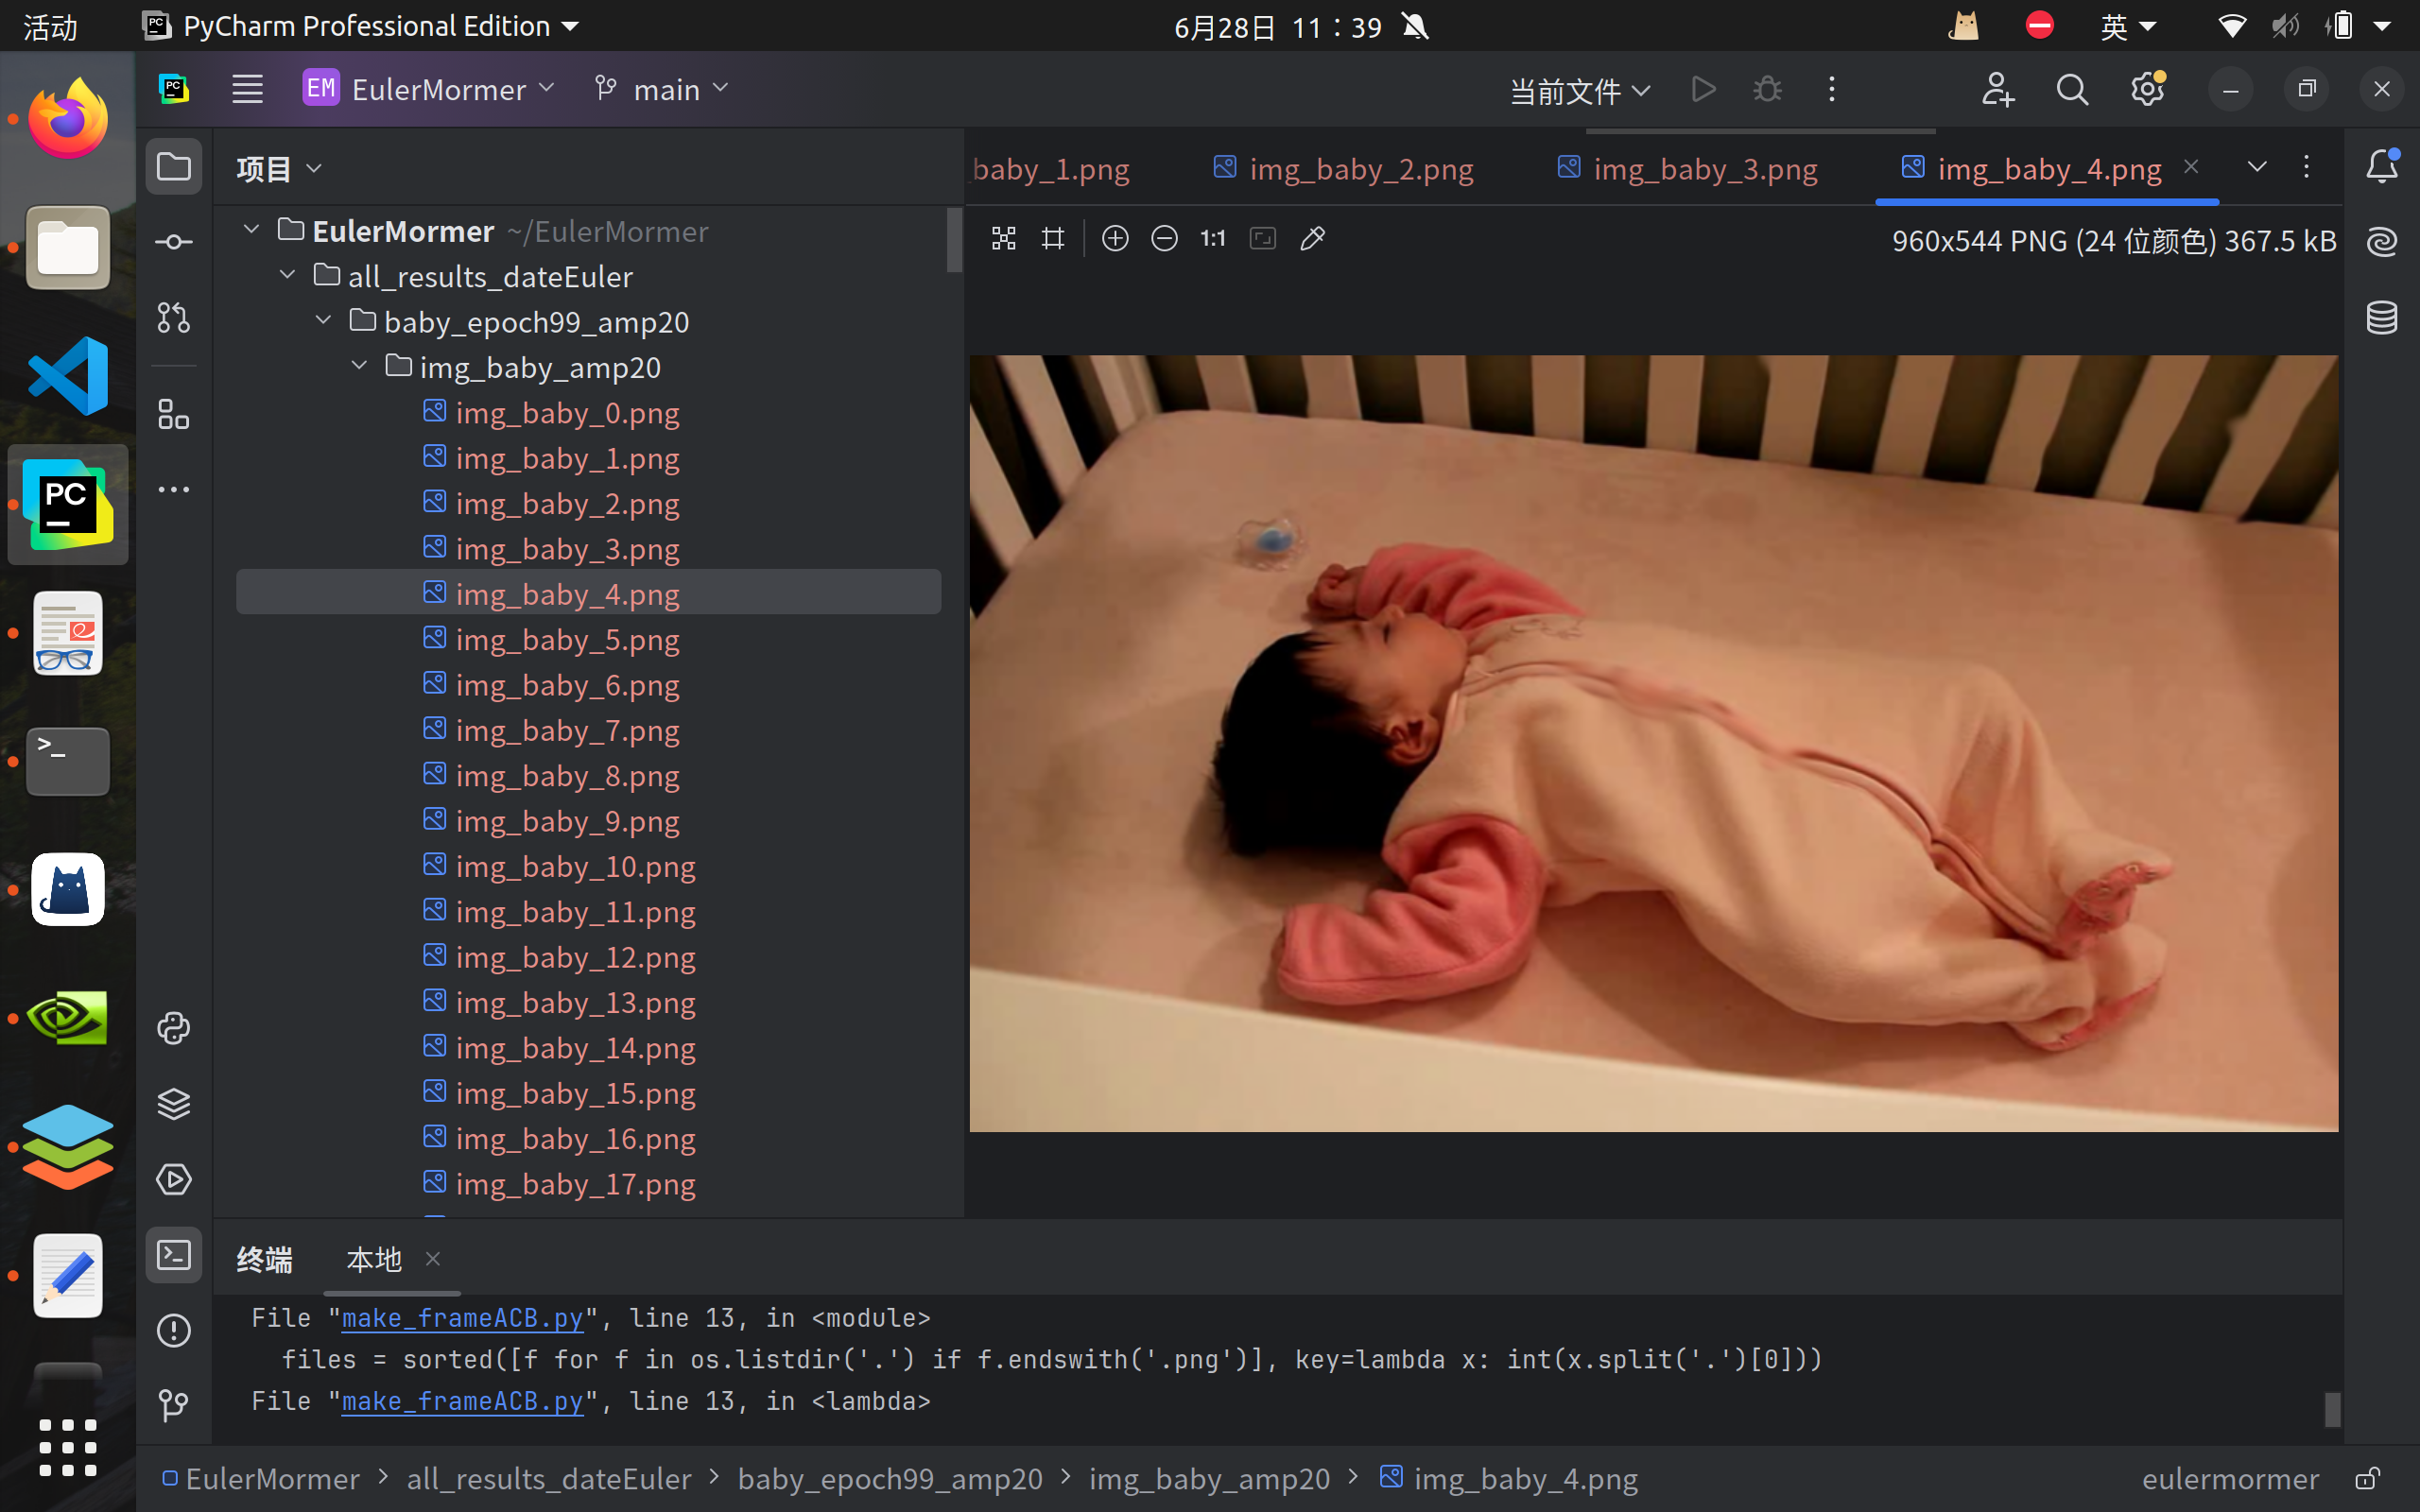 活动
PyCharm Professional Edition
6月28日 11：39
英
EM EulerMormer
main
当前文件
项目
baby_1.png
img_baby_2.png
img_baby_3.png
img_baby_4.png
1:1
960x544 PNG (24 位颜色) 367.5 kB
EulerMormer ~/EulerMormer
all_results_dateEuler
baby_epoch99_amp20
img_baby_amp20
img_baby_0.png
img_baby_1.png
img_baby_2.png
img_baby_3.png
img_baby_4.png
img_baby_5.png
img_baby_6.png
img_baby_7.png
img_baby_8.png
img_baby_9.png
img_baby_10.png
img_baby_11.png
img_baby_12.png
img_baby_13.png
img_baby_14.png
img_baby_15.png
img_baby_16.png
img_baby_17.png
PC
终端
本地
File "make_frameACB.py", line 13, in <module>
files = sorted([f for f in os.listdir('.') if f.endswith('.png')], key=lambda x: int(x.split('.')[0]))
File "make_frameACB.py", line 13, in <lambda>
EulerMormer > all_results_dateEuler > baby_epoch99_amp20 > img_baby_amp20 > img_baby_4.png
eulermormer